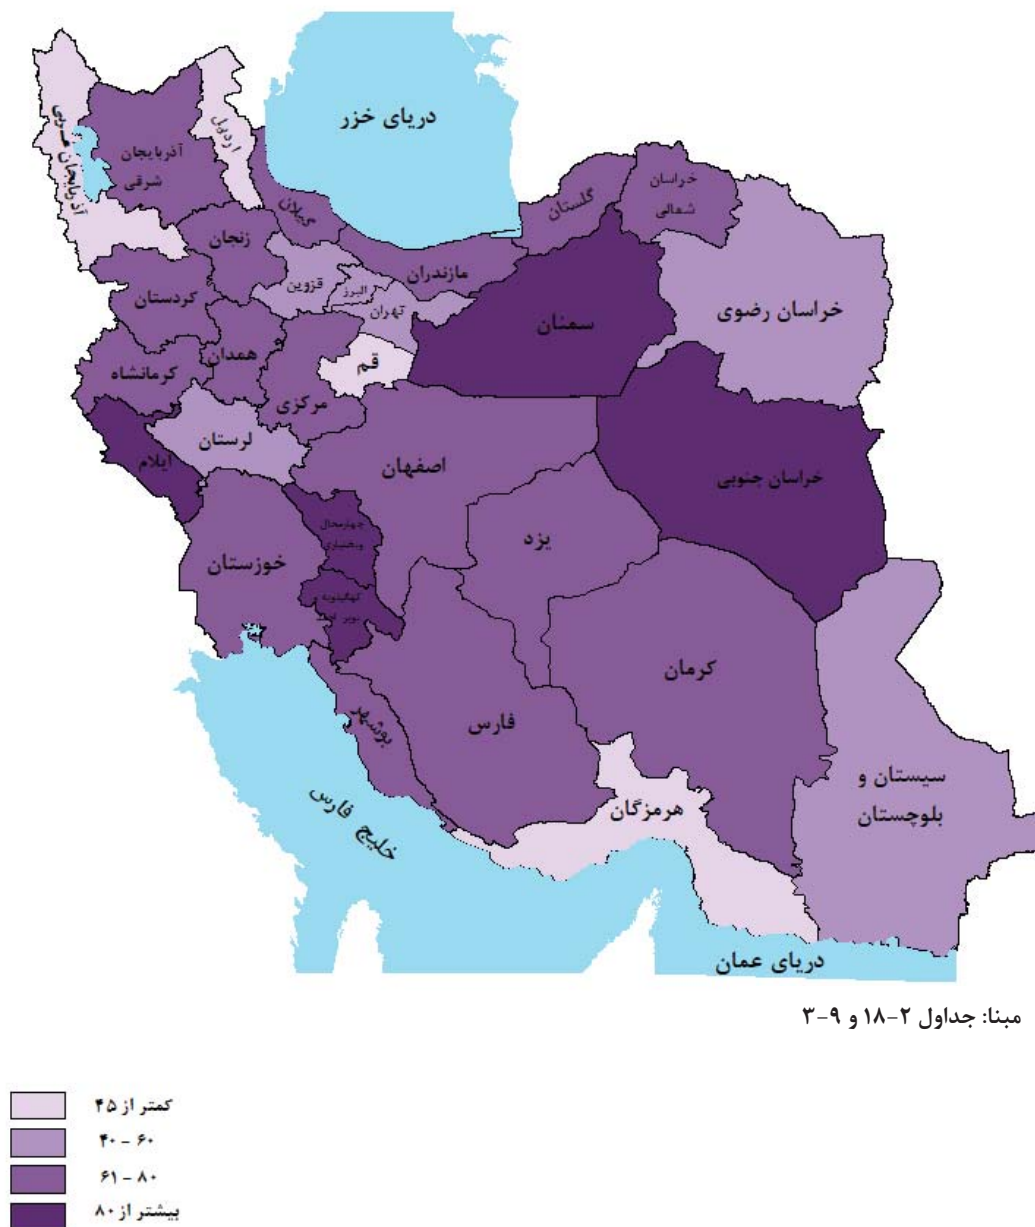 دریای خزر
آذربایجان غربی
آذربایجان
شرقی
اردبیل
گیلان
زنجان
کردستان
قزوین
البرز
تهران
مازندران
گلستان
خراسان
شمالی
خراسان رضوی
سمنان
قم
همدان
کرمانشاه
مرکزی
لرستان
ایلام
اصفهان
خراسان جنوبی
چهارمحال
وبختیاری
یزد
خوزستان
کهگیلویه
کرمان
فارس
بوشهر
سیستان و
بلوچستان
هرمزگان
خلیج فارس
دریای عمان
مبنا: جداول ۲-۱۸ و ۹-۳
کمتر از ۴۵
۴۰ - ۶۰
۶۱ - ۸۰
بیشتر از ۸۰